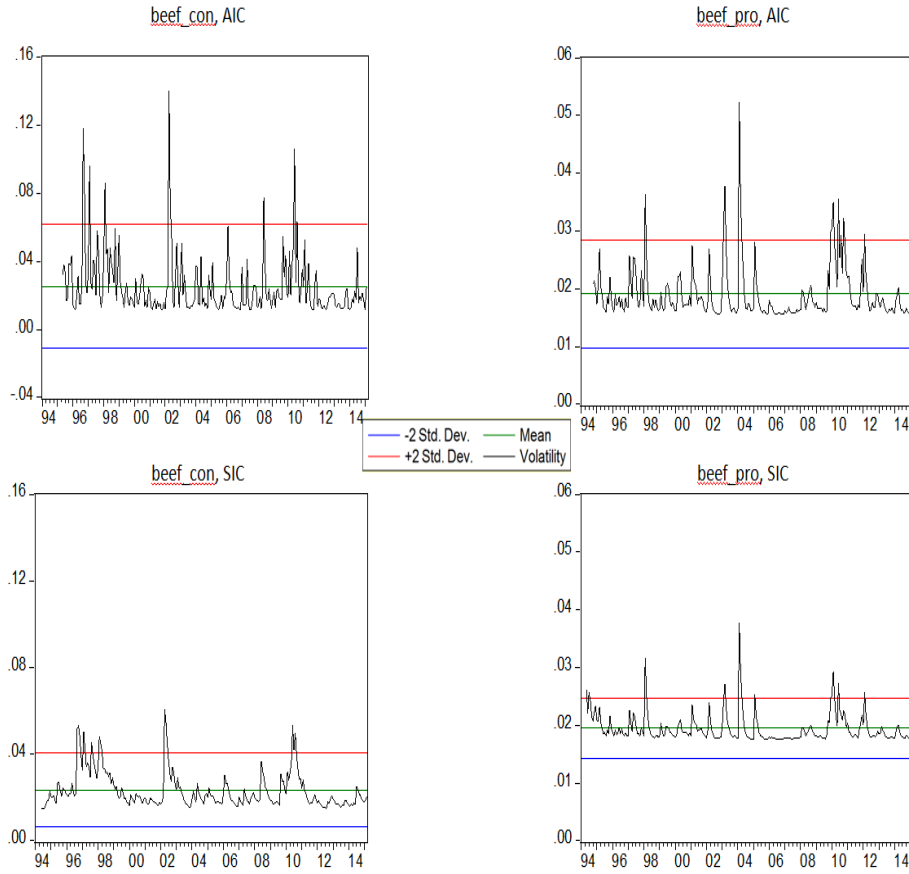 beef_con, AIC
.16
.12
.08
.04
.00
-.04
94 96 98 00 02 04 06 08 10 12 14
beef_pro, AIC
.06
.05
.04
.03
.02
.01
.00
94 96 98 00 02 04 06 08 10 12 14
-2 Std. Dev. Mean
+2 Std. Dev. Volatility
beef_con, SIC
.16
.12
.08
.04
.00
94 96 98 00 02 04 06 08 10 12 14
beef_pro, SIC
.06
.05
.04
.03
.02
.01
.00
94 96 98 00 02 04 06 08 10 12 14